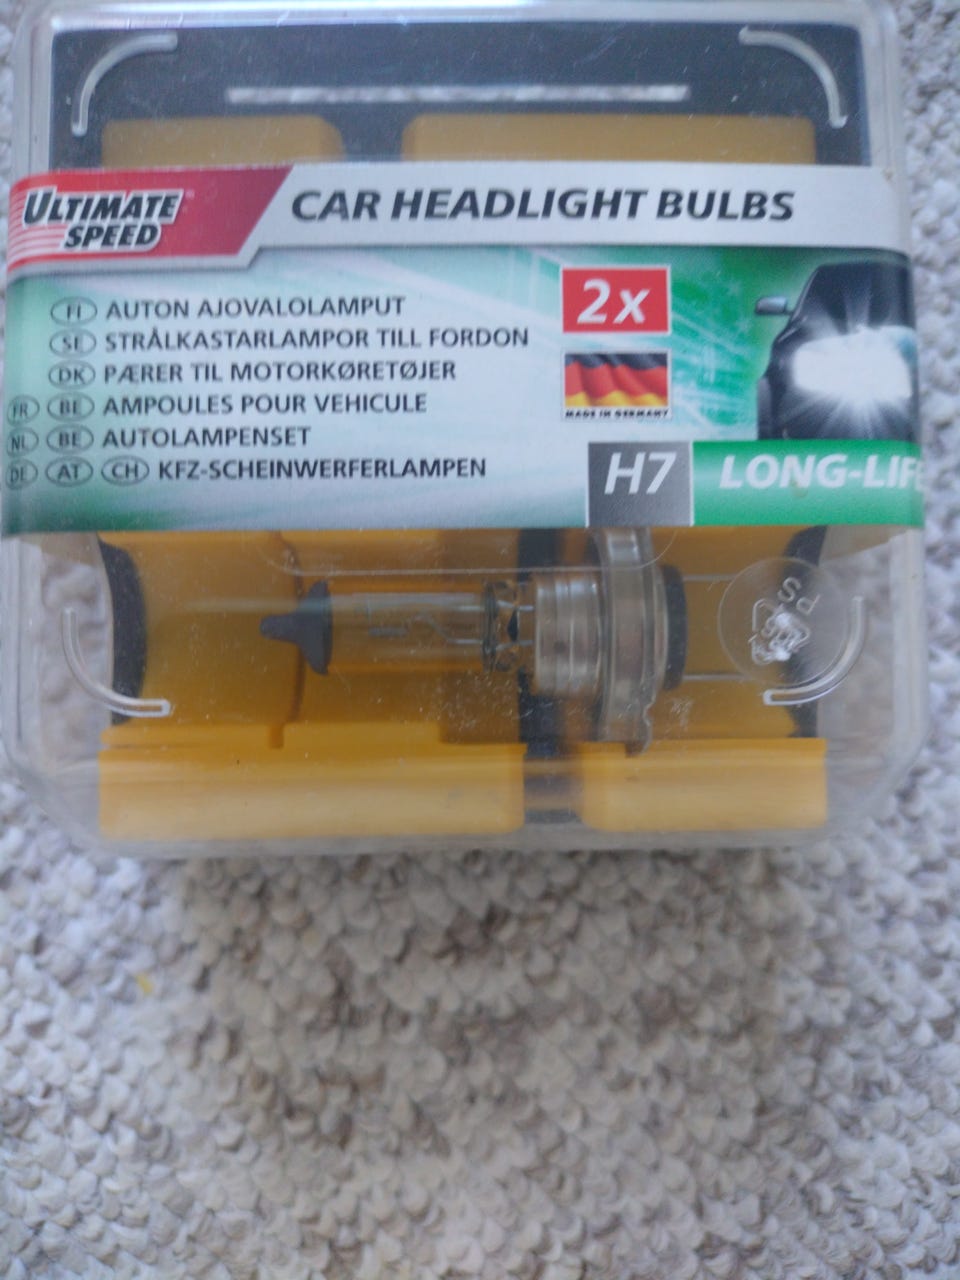 ULTIMATE SPEED
CAR HEADLIGHT BULBS
FI AUTON AJOVALOLAMPUT
SE STRÅLKASTARLAMPOR TILL FORDON
DK PÆRER TIL MOTORKØRETØJER
FR BE AMPOULES POUR VEHICULE
NL BE AUTOLAMPENSET
DE AT CH KFZ-SCHEINWERFERLAMPEN
2x
MADE IN GERMANY
H7 LONG-LIFE